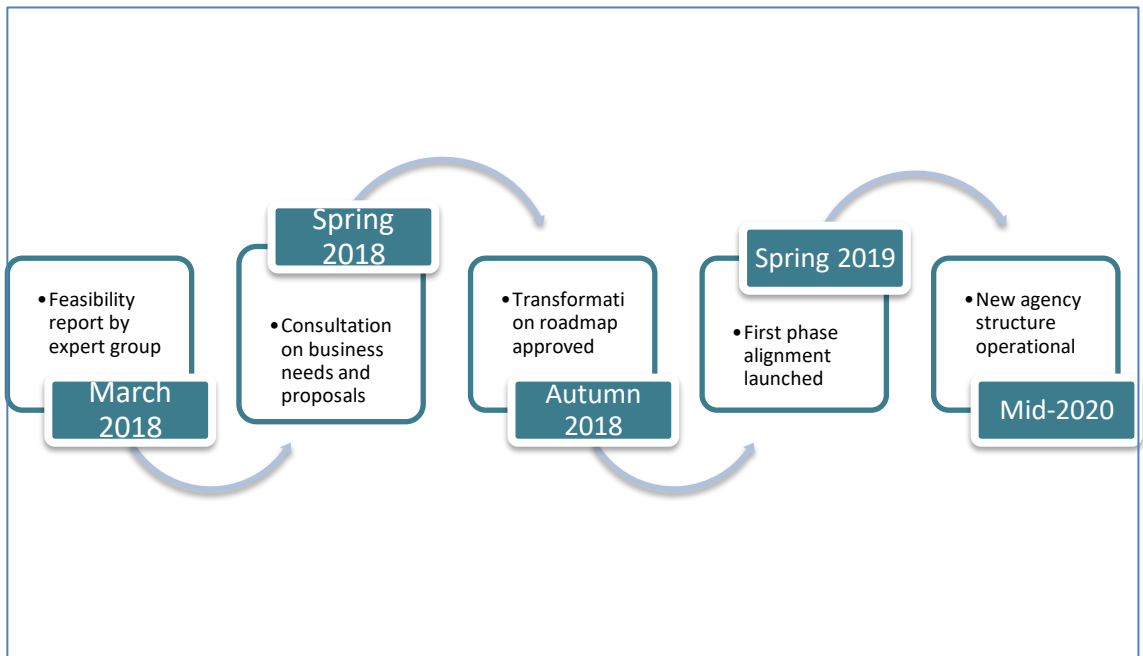 •Feasibility
report by
expert group
March
2018
Spring
2018
•Consultation
on business
needs and
proposals
•Transformati
on roadmap
approved
Autumn
2018
Spring 2019
•First phase
alignment
launched
•New agency
structure
operational
Mid-2020